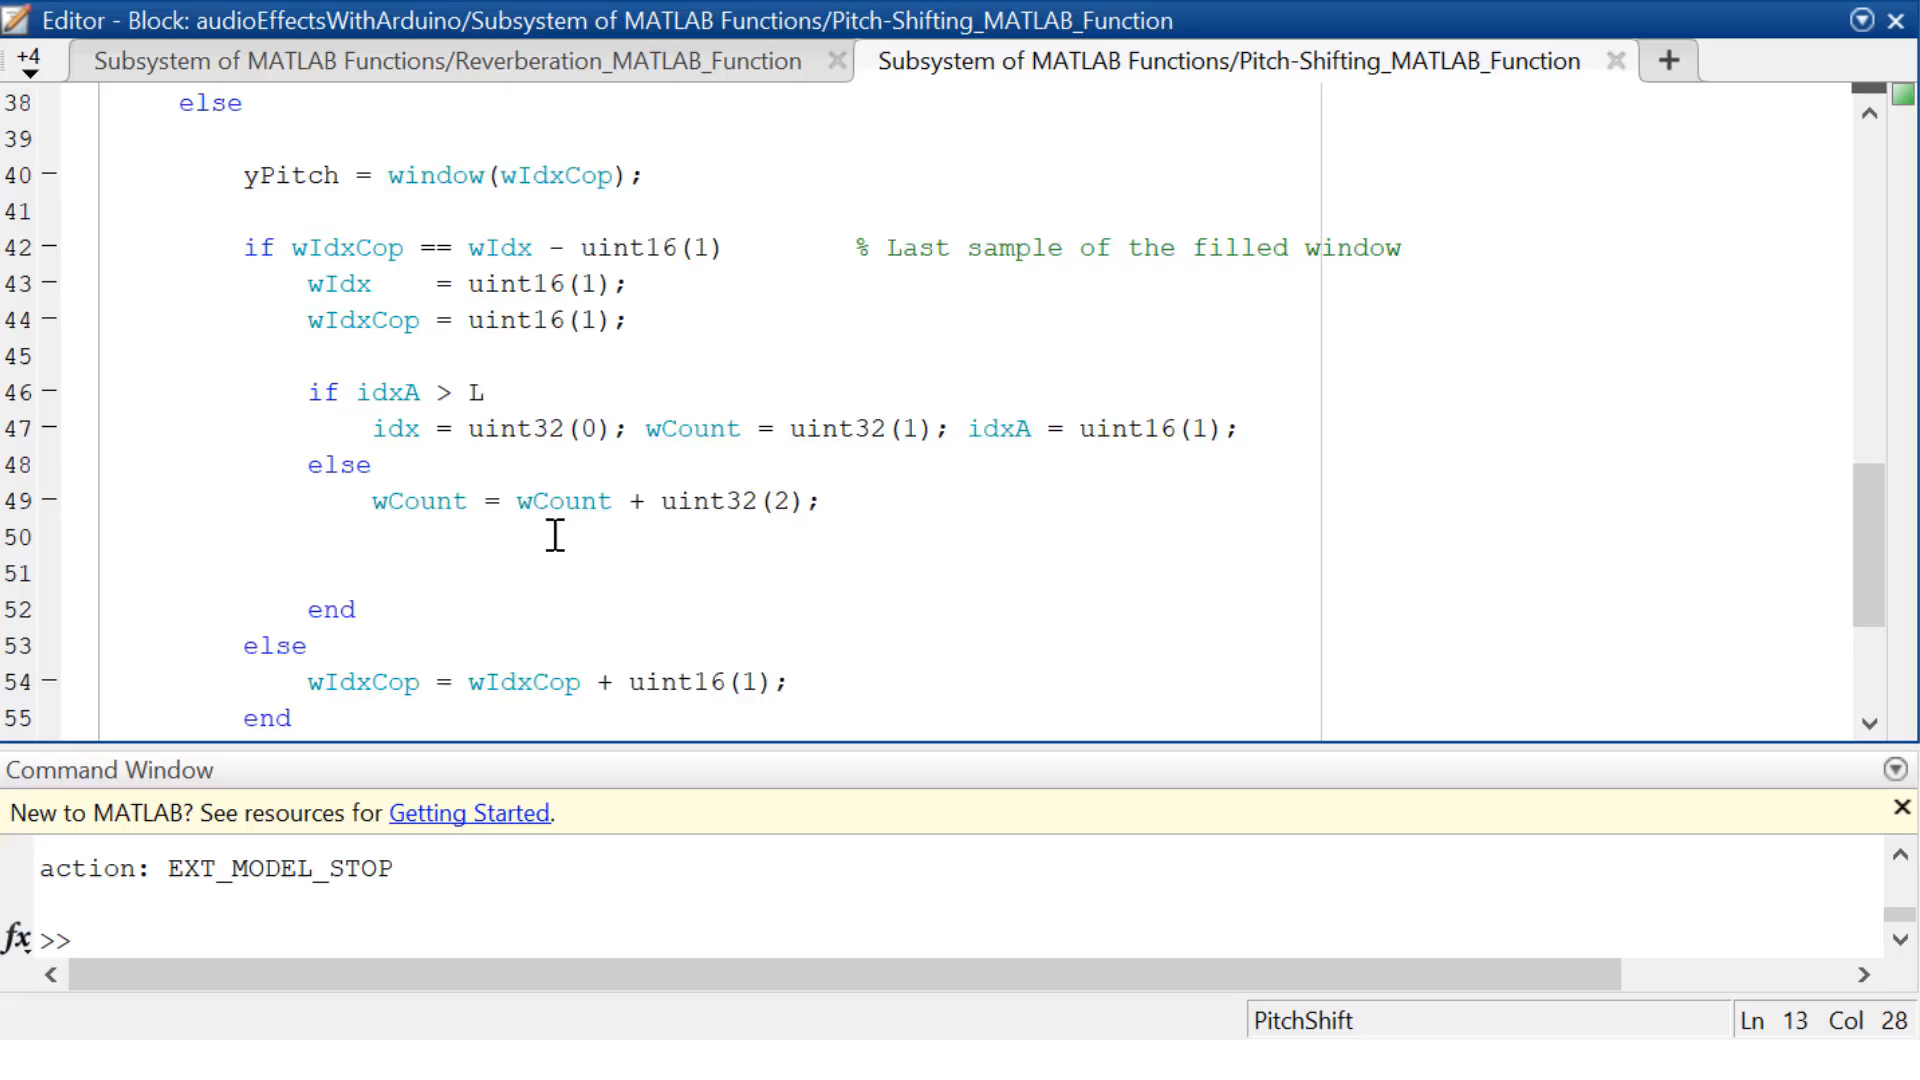 Editor - Block: audioEffectsWithArduino/Subsystem of MATLAB Functions/Pitch-Shifting_MATLAB_Function
+4 Subsystem of MATLAB Functions/Reverberation_MATLAB_Function Subsystem of MATLAB Functions/Pitch-Shifting_MATLAB_Function
38 else
39
40 yPitch = window(wIdxCop);
41
42 if wIdxCop == wIdx - uint16(1) % Last sample of the filled window
43 wIdx = uint16(1);
44 wIdxCop = uint16(1);
45
46 if idxA > L
47 idx = uint32(0); wCount = uint32(1); idxA = uint16(1);
48 else
49 wCount = wCount + uint32(2);
50
51
52 end
53 else
54 wIdxCop = wIdxCop + uint16(1);
55 end
Command Window
New to MATLAB? See resources for Getting Started.
action: EXT_MODEL_STOP
fx >>
PitchShift Ln 13 Col 28